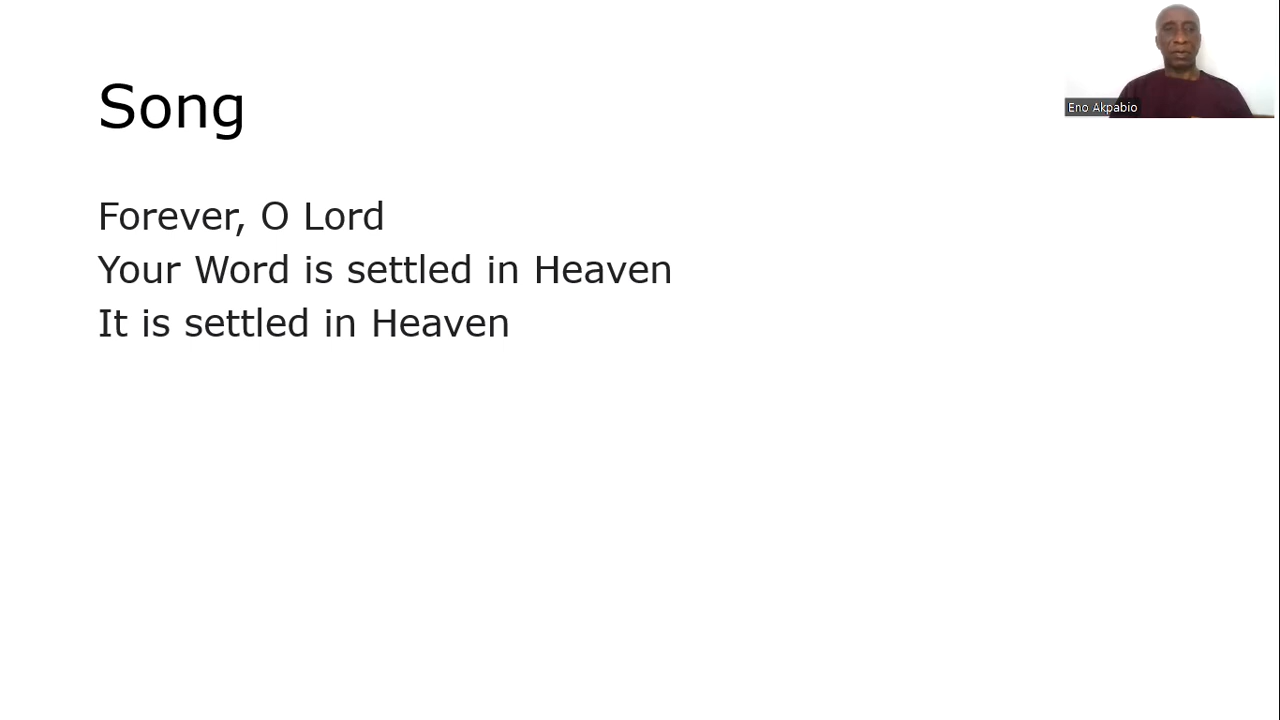 Song
Eno Akpabio
Forever, O Lord
Your Word is settled in Heaven
It is settled in Heaven